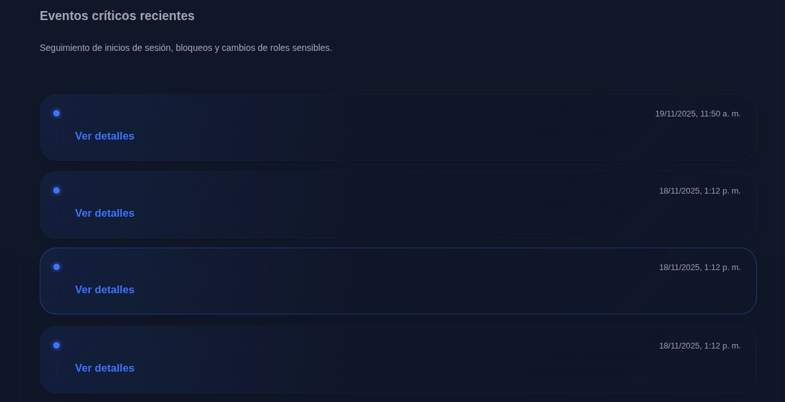 Eventos críticos recientes
Seguimiento de inicios de sesión, bloqueos y cambios de roles sensibles.
19/11/2025, 11:50 a. m.
Ver detalles
18/11/2025, 1:12 p. m.
Ver detalles
18/11/2025, 1:12 p. m.
Ver detalles
18/11/2025, 1:12 p. m.
Ver detalles